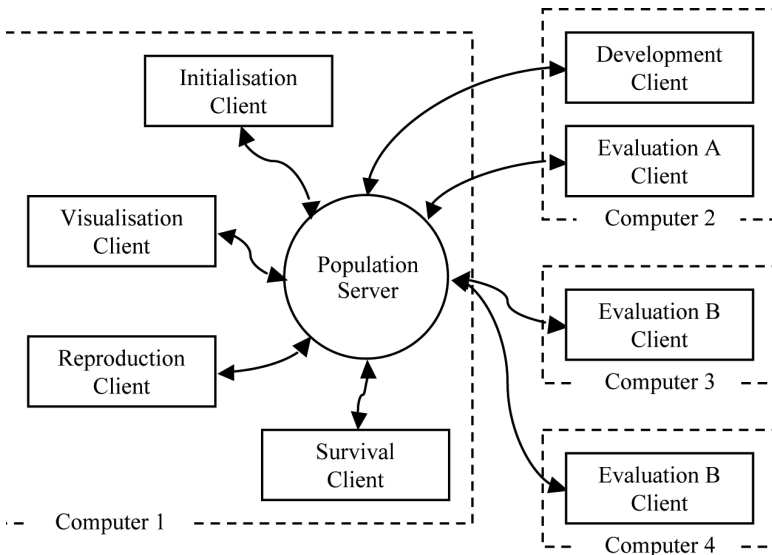 Initialisation
Client
Visualisation
Client
Reproduction
Client
Survival
Client
Population
Server
Computer 1
Development
Client
Evaluation A
Client
Computer 2
Evaluation B
Client
Computer 3
Evaluation B
Client
Computer 4